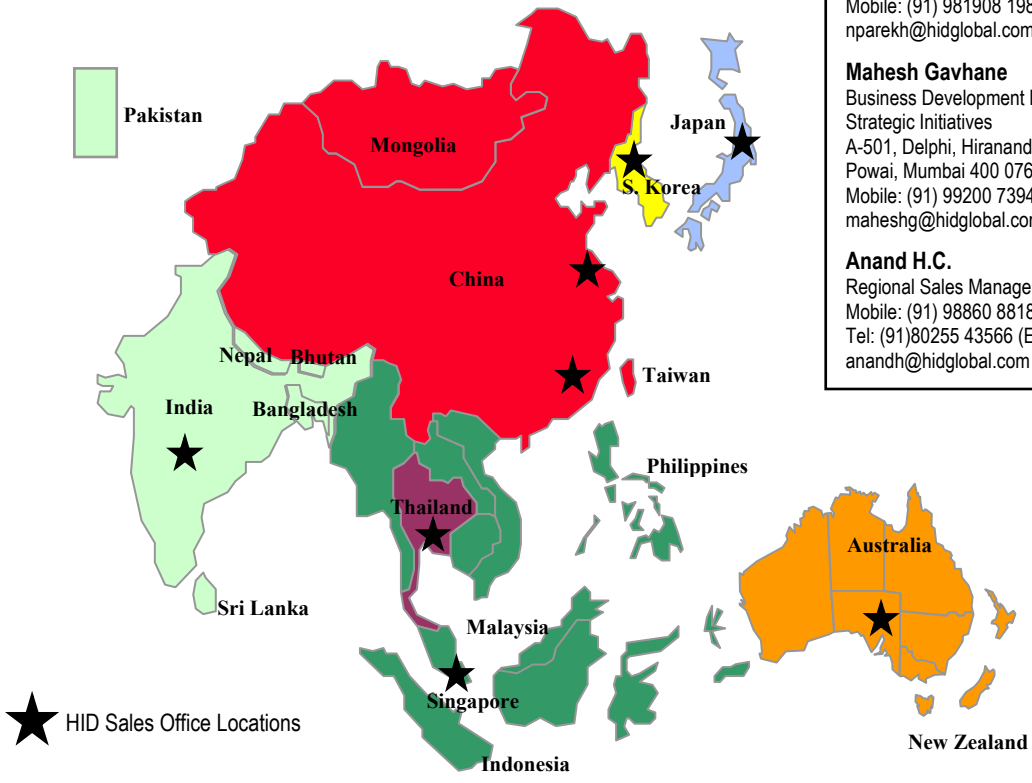 Mobile: (91) 981908 198
nparekh@hidglobal.com
Mahesh Gavhane
Business Development
Strategic Initiatives
A-501, Delphi, Hiranand
Powai, Mumbai 400 076
Mobile: (91) 99200 7394
maheshg@hidglobal.com
Anand H.C.
Regional Sales Manage
Mobile: (91) 98860 8818
Tel: (91)80255 43566 (E
anandh@hidglobal.com
Pakistan
Mongolia
Japan
S. Korea
China
Nepal
Bhutan
Taiwan
India
Bangladesh
Philippines
Thailand
Australia
Sri Lanka
Malaysia
Singapore
HID Sales Office Locations
New Zealand
Indonesia